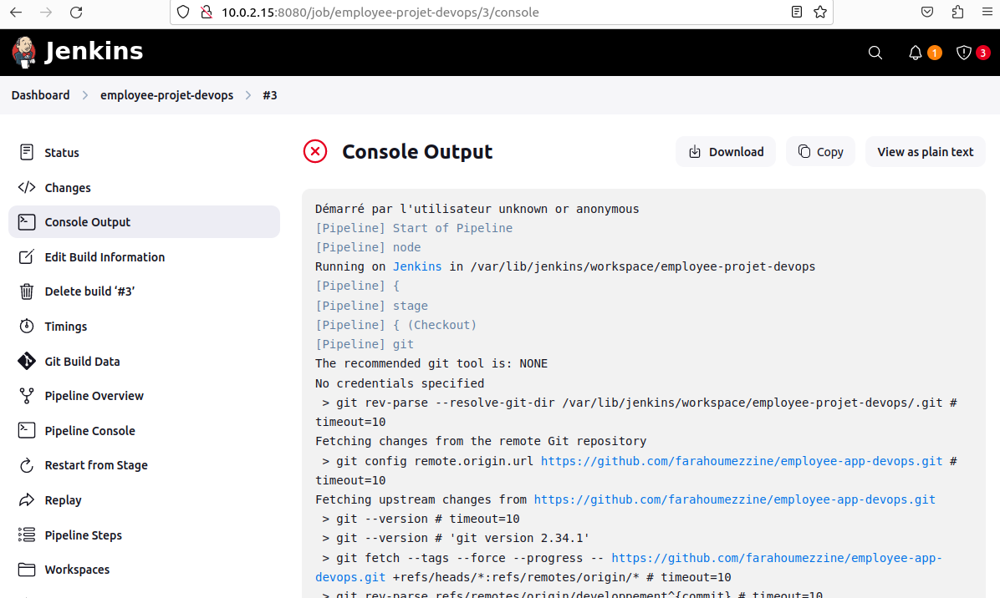 10.0.2.15:8080/job/employee-projet-devops/3/console
Jenkins
1
3
Dashboard
employee-projet-devops
#3
Status
Changes
Console Output
Edit Build Information
Delete build ‘#3’
Timings
Git Build Data
Pipeline Overview
Pipeline Console
Restart from Stage
Replay
Pipeline Steps
Workspaces
Console Output
Download
Copy
View as plain text
Démarré par l'utilisateur unknown or anonymous
[Pipeline] Start of Pipeline
[Pipeline] node
Running on Jenkins in /var/lib/jenkins/workspace/employee-projet-devops
[Pipeline] {
[Pipeline] stage
[Pipeline] { (Checkout)
[Pipeline] git
The recommended git tool is: NONE
No credentials specified
> git rev-parse --resolve-git-dir /var/lib/jenkins/workspace/employee-projet-devops/.git #
timeout=10
Fetching changes from the remote Git repository
> git config remote.origin.url https://github.com/farahoumezzine/employee-app-devops.git #
timeout=10
Fetching upstream changes from https://github.com/farahoumezzine/employee-app-devops.git
> git --version # timeout=10
> git --version # 'git version 2.34.1'
> git fetch --tags --force --progress -- https://github.com/farahoumezzine/employee-app-
devops.git +refs/heads/*:refs/remotes/origin/* # timeout=10
> git rev-parse refs/remotes/origin/developpement^{commit} # timeout=10